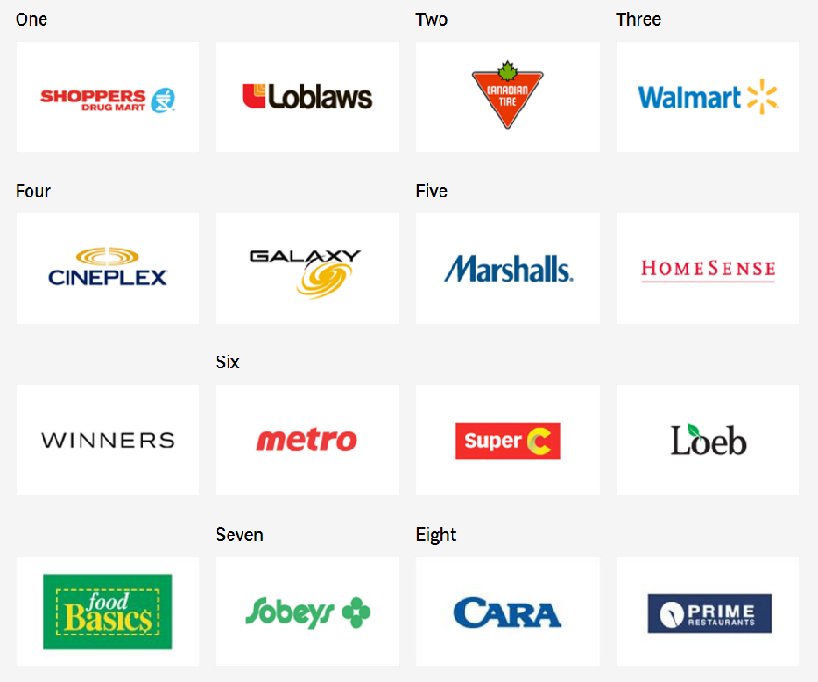 One
Two
Three
SHOPPERS
DRUG MART
Loblaws
CANADIAN
TIRE
Walmart
Four
Five
CINEPLEX
GALAXY
Marshalls.
HOMESENSE
Six
WINNERS
metro
Super C
Loeb
Seven
Eight
food
Basics
Sobeys
CARA
PRIME
RESTAURANTS